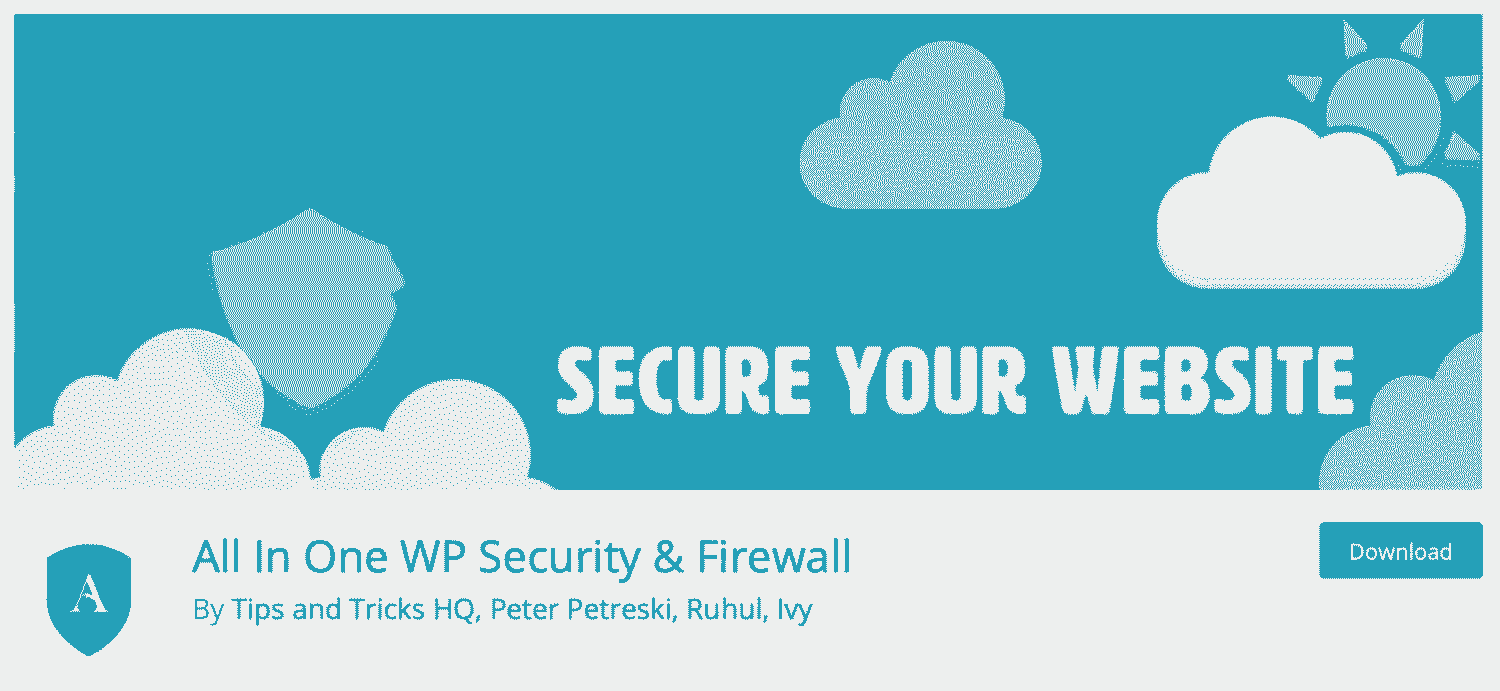 SECURE YOUR WEBSITE
A
All In One WP Security & Firewall
By Tips and Tricks HQ, Peter Petreski, Ruhul, Ivy
Download